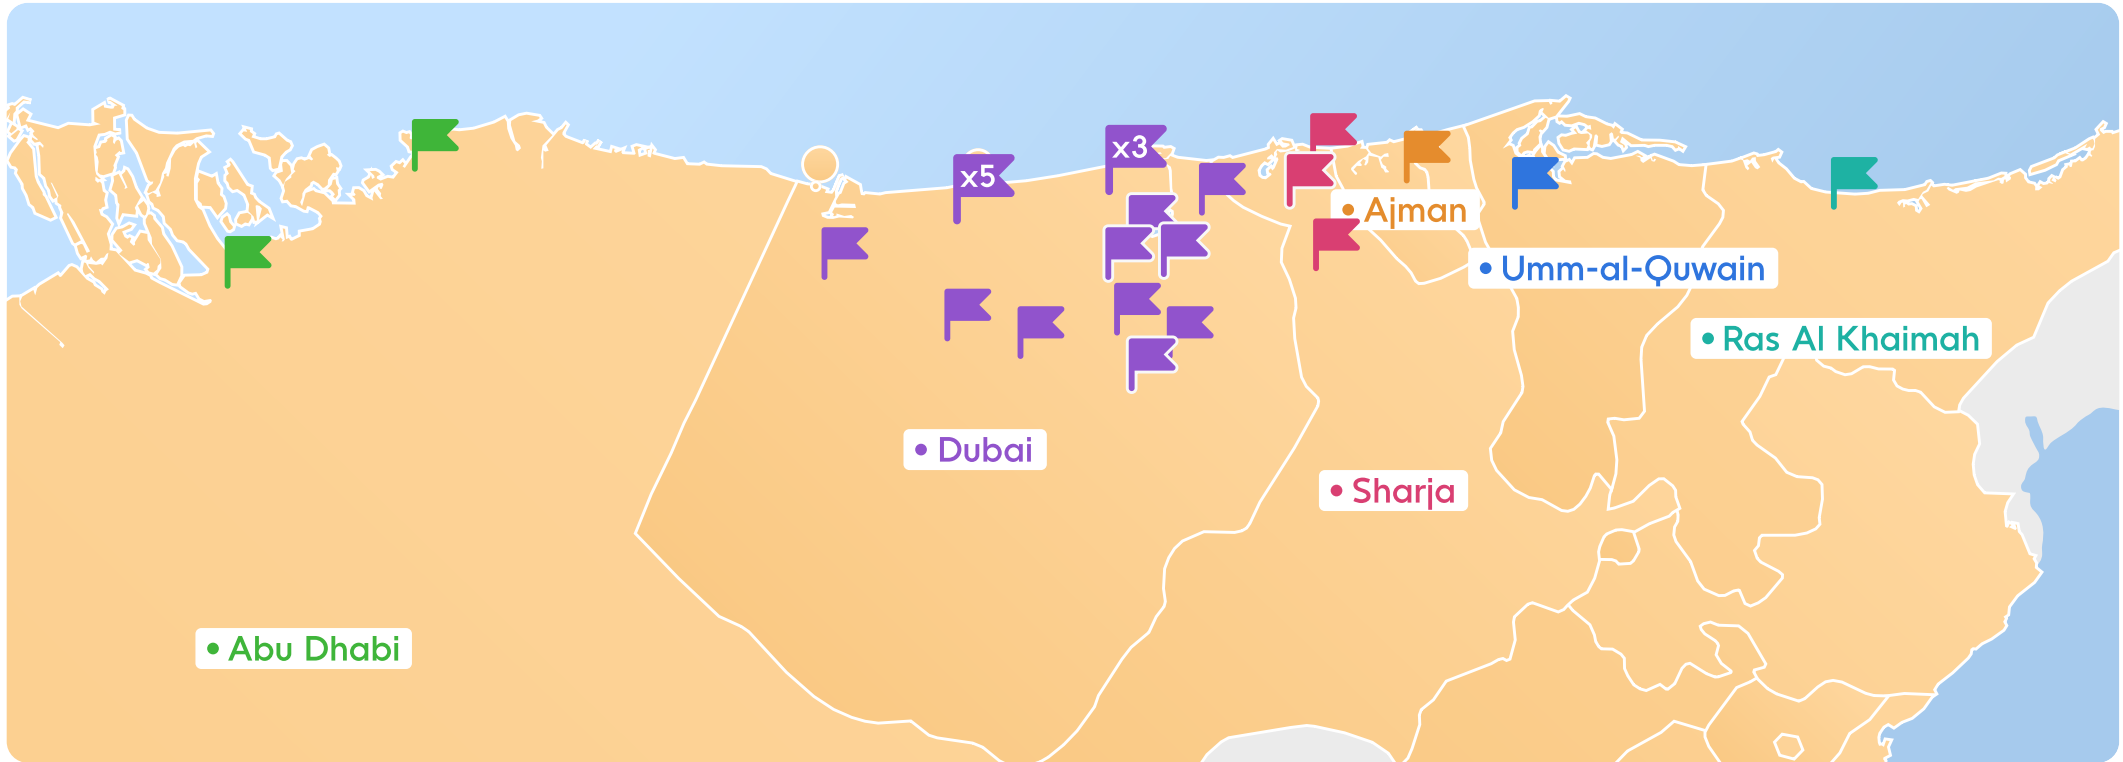 x3
x5
Ajman
Umm-al-Quwain
Ras Al Khaimah
Dubai
Sharja
Abu Dhabi